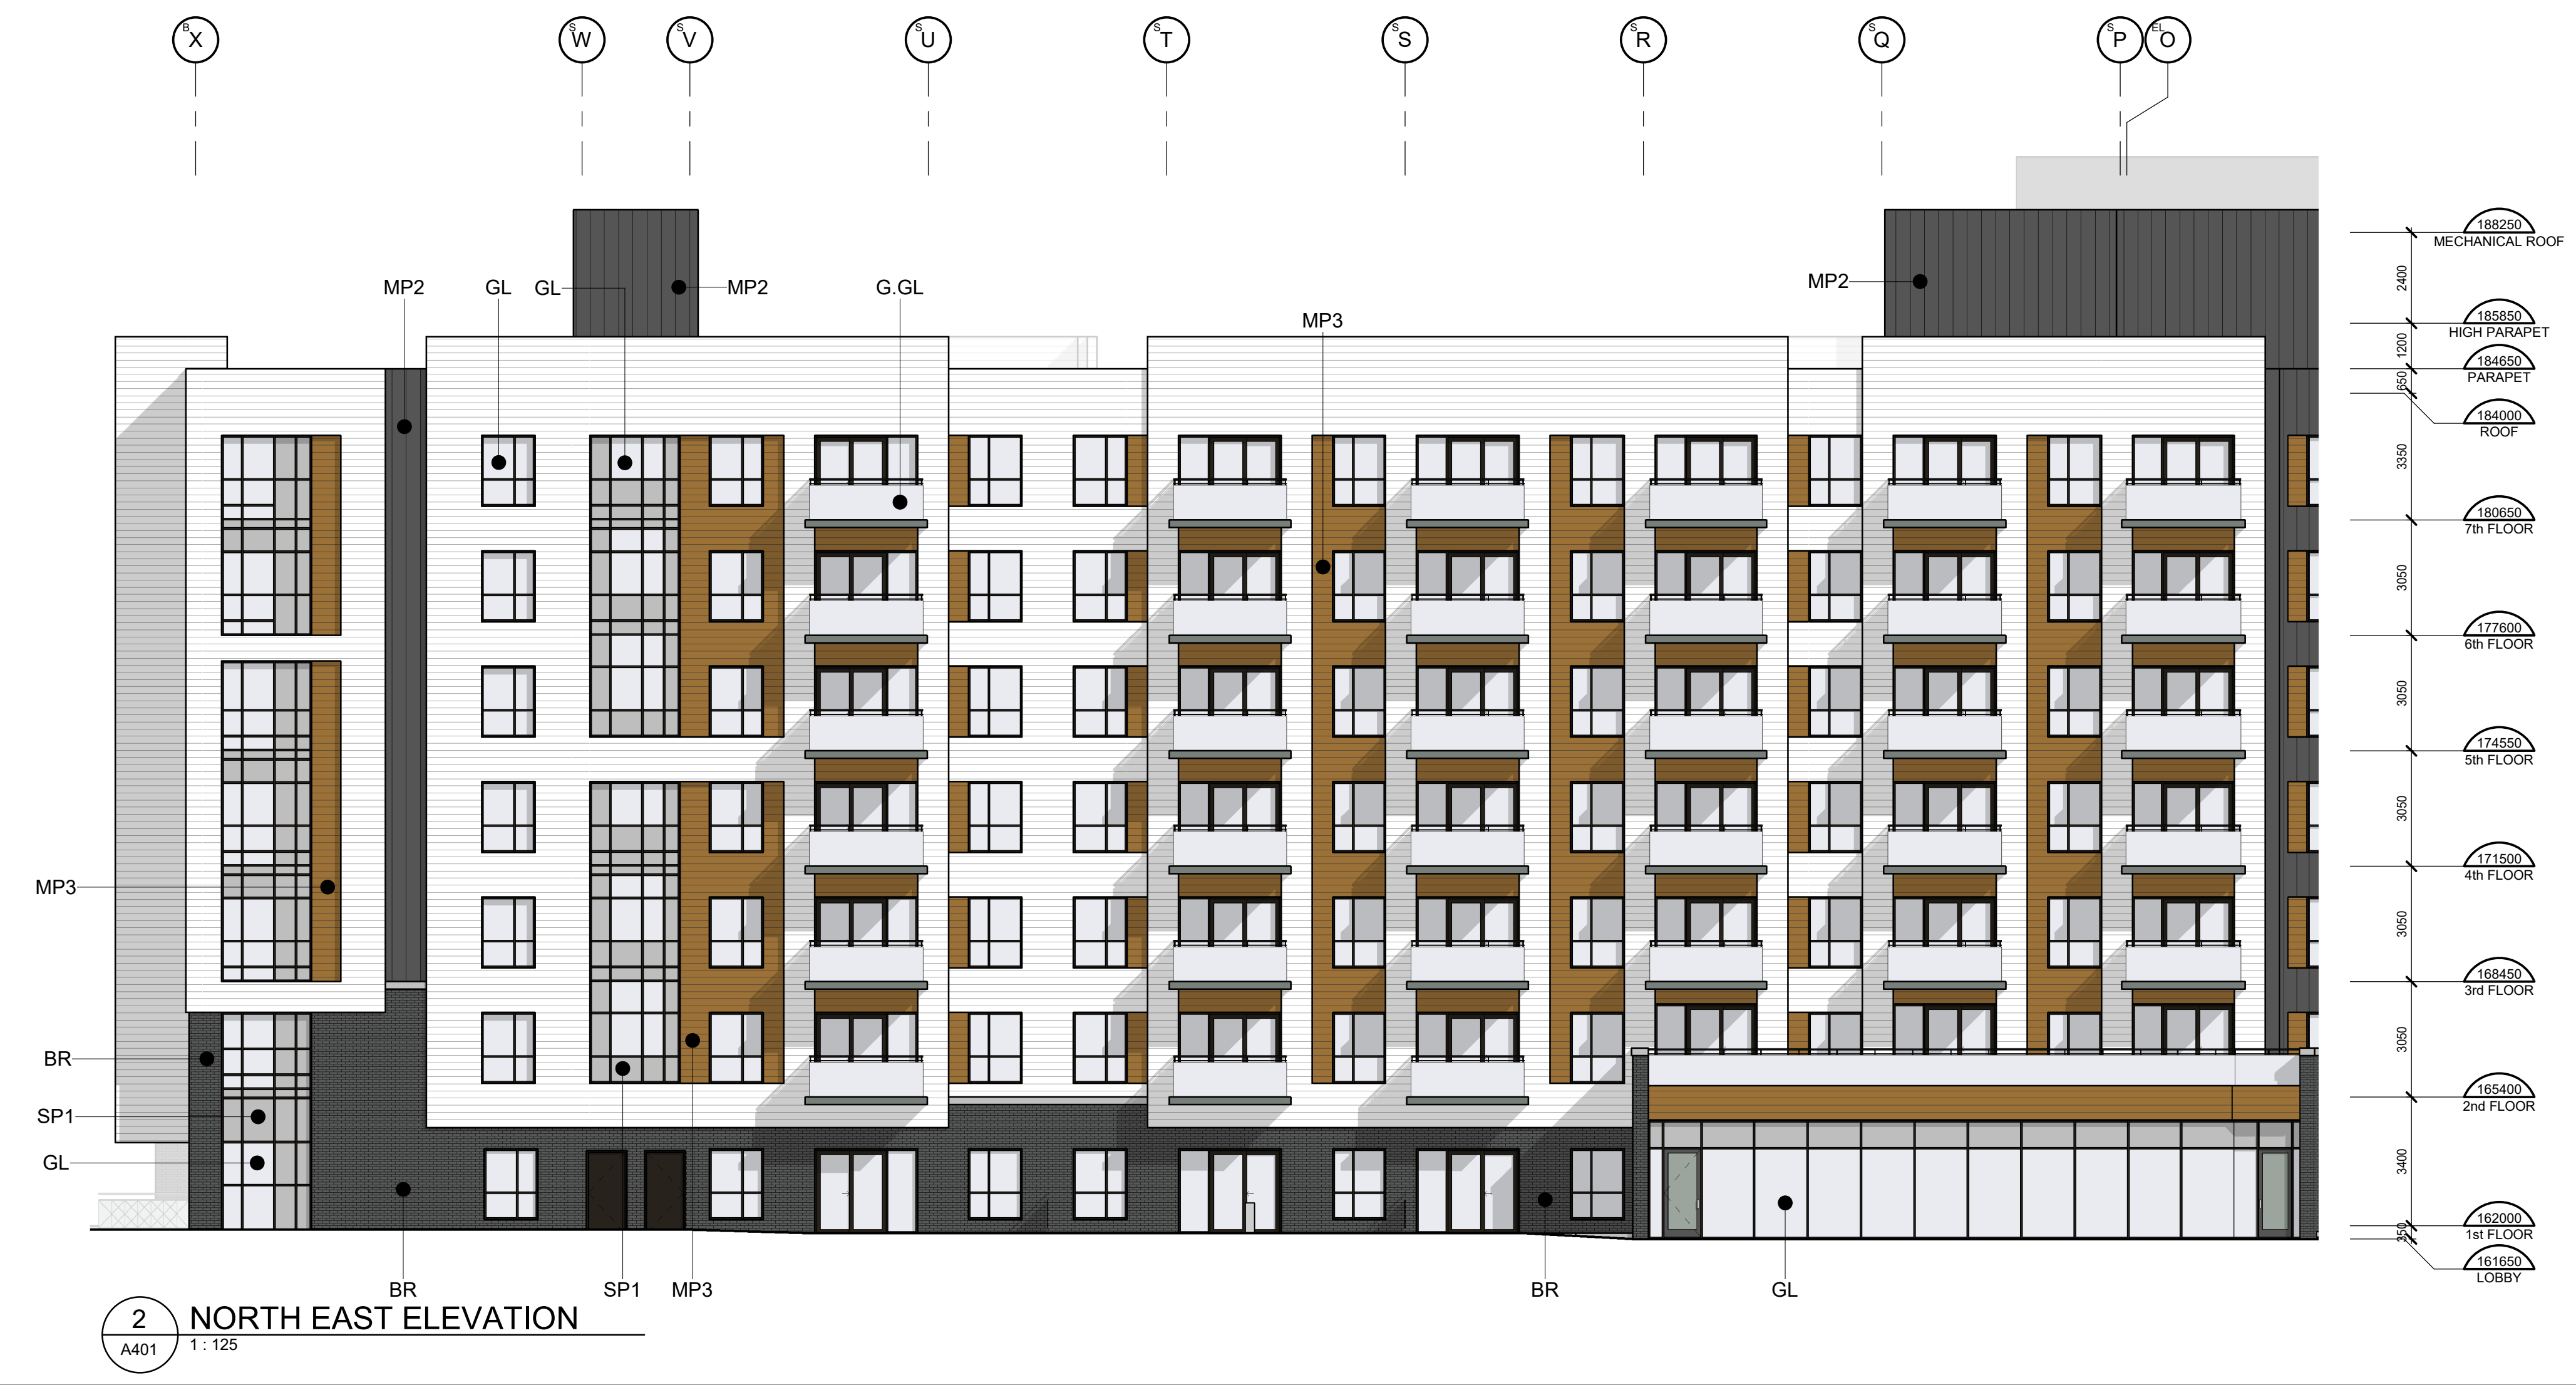 B X
S W
S V
S U
S T
S S
S R
S Q
S P
EL O
188250
MECHANICAL ROOF
2400
MP2
GL
GL
MP2
G.GL
MP2
MP3
185850
HIGH PARAPET
1200
184650
PARAPET
650
184000
ROOF
3350
180650
7th FLOOR
3050
177600
6th FLOOR
3050
174550
5th FLOOR
3050
171500
4th FLOOR
MP3
3050
168450
3rd FLOOR
3050
BR
165400
2nd FLOOR
SP1
GL
3400
162000
1st FLOOR
350
161650
LOBBY
BR
SP1
MP3
BR
GL
2
A401
NORTH EAST ELEVATION
1 : 125